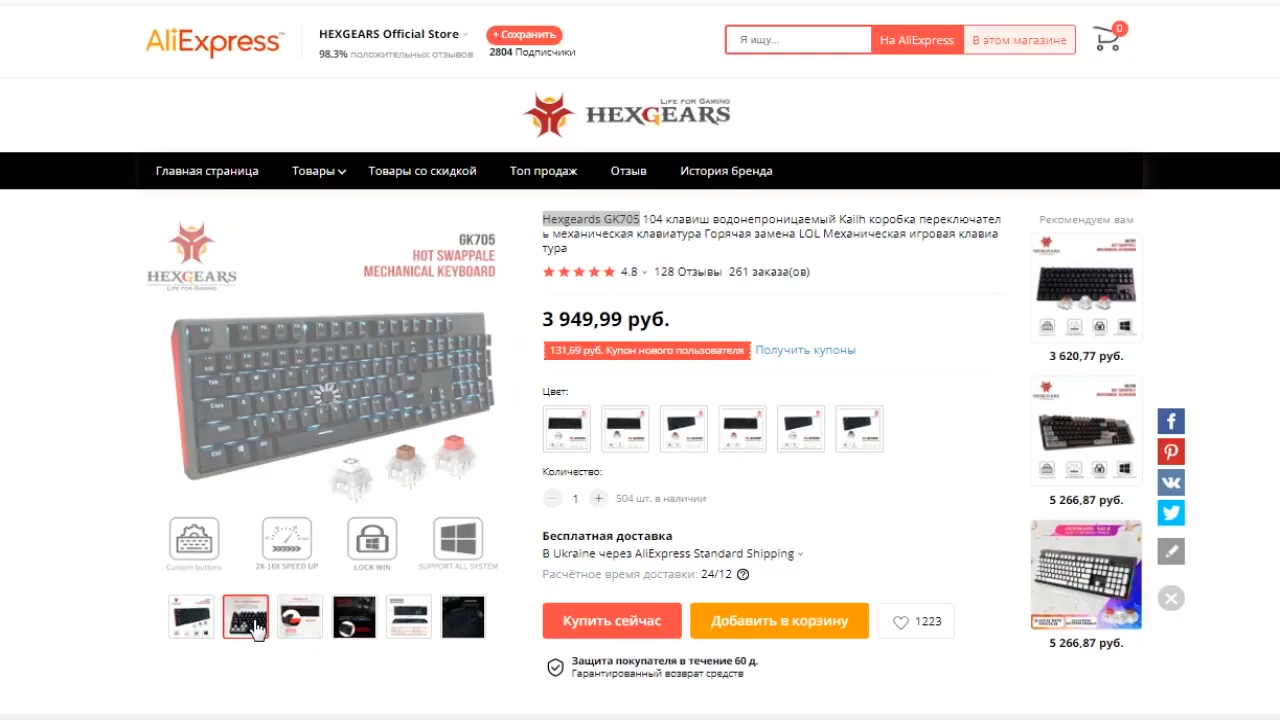 AliExpress
HEXGEARS Official Store
98.3% положительных отзывов
+ Сохранить
2804 Подписчики
Я ищу...
На AliExpress
В этом магазине
0
LIFE FOR GAMING
HEXGEARS
Главная страница
Товары
Товары со скидкой
Топ продаж
Отзыв
История бренда
HEXGEARS
LIFE FOR GAMING
GK705
HOT SWAPPALE
MECHANICAL KEYBOARD
Custom buttons
2X-16X SPEED UP
LOCK WIN
SUPPORT ALL SYSTEM
Hexgeards GK705 104 клавиш водонепроницаемый Kailh коробка переключател
ь механическая клавиатура Горячая замена LOL Механическая игровая клавиа
тура
4.8
128 Отзывы
261 заказа(ов)
3 949,99 руб.
131,69 руб. Купон нового пользователя
Получить купоны
Цвет:
Количество:
1
504 шт. в наличии
Бесплатная доставка
В Ukraine через AliExpress Standard Shipping
Расчётное время доставки: 24/12
Купить сейчас
Добавить в корзину
1223
Защита покупателя в течение 60 д.
Гарантированный возврат средств
Рекомендуем вам
3 620,77 руб.
5 266,87 руб.
5 266,87 руб.